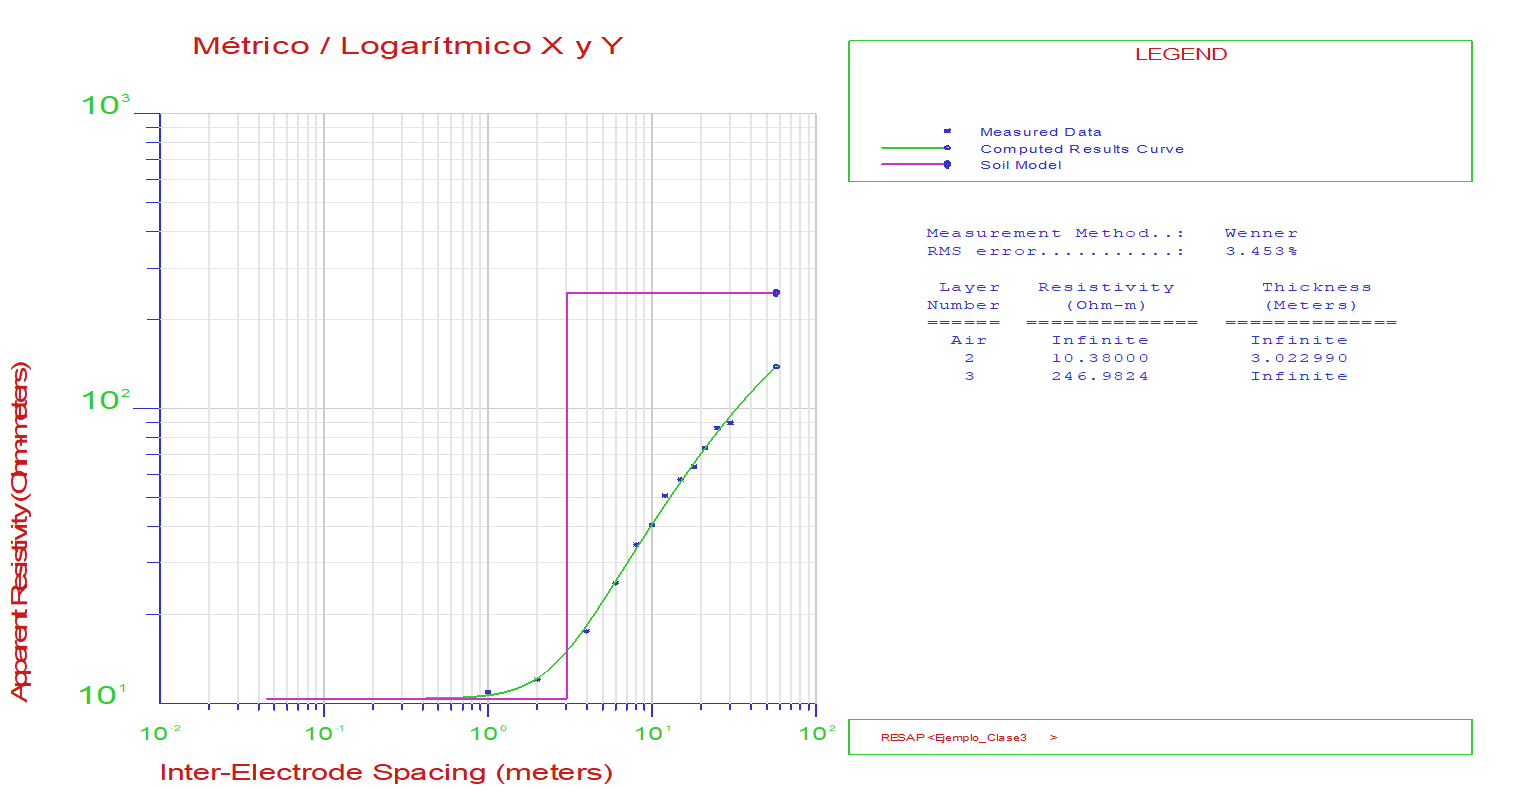 Métrico / Logarítmico X y Y
10³
10²
10¹
Apparent Resistivity (Ohm-meters)
10⁻²
10⁻¹
10⁰
10¹
10²
Inter-Electrode Spacing (meters)
LEGEND
Measured Data
Computed Results Curve
Soil Model
Measurement Method..: Wenner
RMS error...........: 3.453%
Layer Resistivity Thickness
Number (Ohm-m) (Meters)
====== ============== ==============
Air Infinite Infinite
2 10.38000 3.022990
3 246.9824 Infinite
RESAP <Ejemplo_Clase3 >